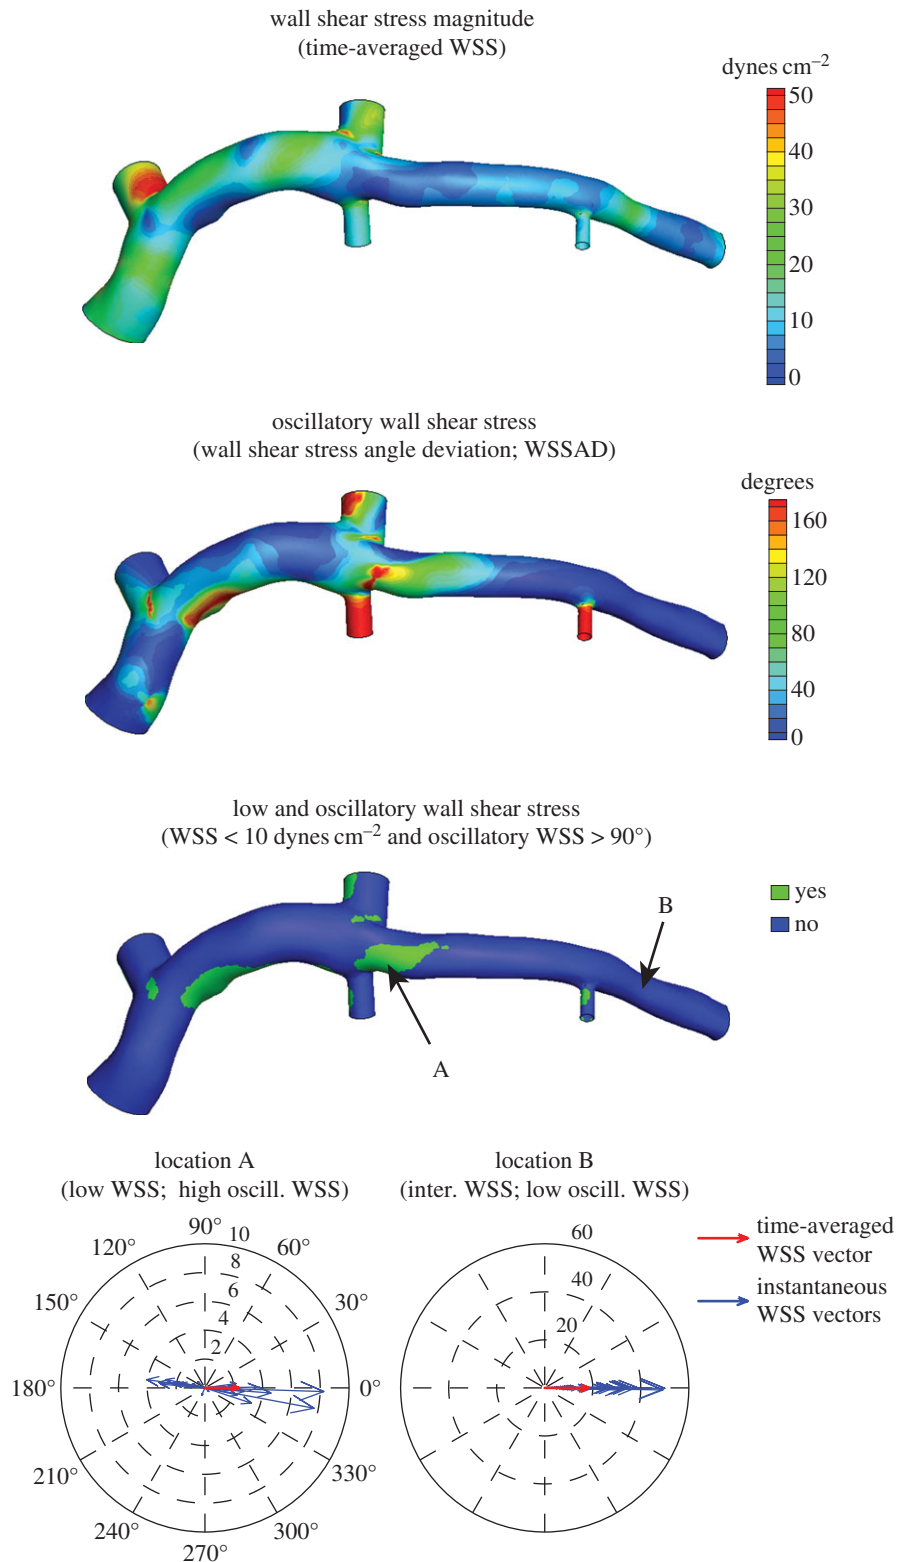 wall shear stress magnitude
(time-averaged WSS)
dynes cm⁻²
50
40
30
20
10
0
oscillatory wall shear stress
(wall shear stress angle deviation; WSSAD)
degrees
160
120
80
40
0
low and oscillatory wall shear stress
(WSS < 10 dynes cm⁻² and oscillatory WSS > 90°)
yes
no
B
A
location A
(low WSS; high oscill. WSS)
90°
10
120°
60°
8
150°
6
30°
4
2
180°
0°
210°
330°
240°
300°
270°
location B
(inter. WSS; low oscill. WSS)
60
40
20
time-averaged
WSS vector
instantaneous
WSS vectors